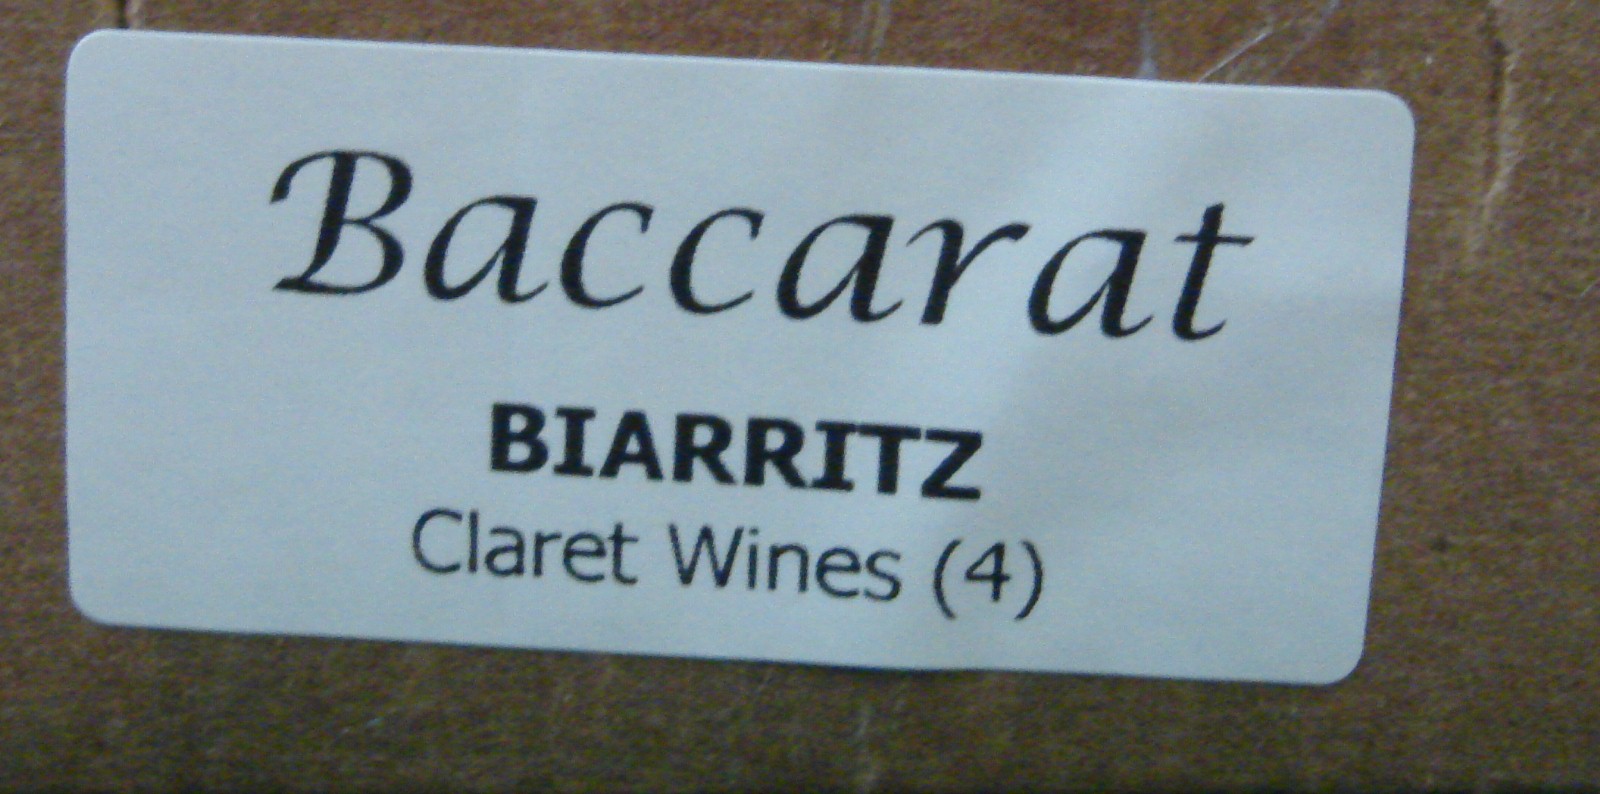 Baccarat
BIARRITZ
Claret Wines (4)